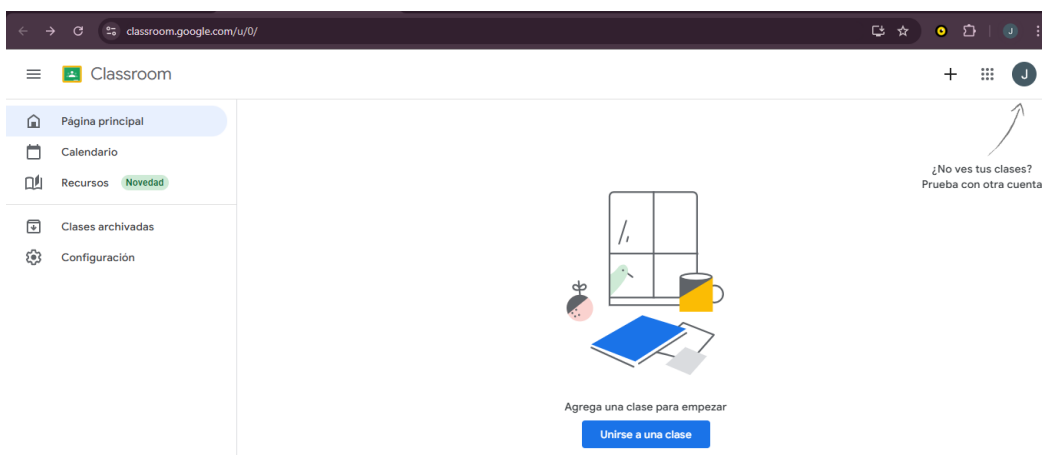 classroom.google.com/u/0/
J
Classroom
J
Página principal
Calendario
¿No ves tus clases?
Prueba con otra cuenta
Recursos Novedad
Clases archivadas
Configuración
Agrega una clase para empezar
Unirse a una clase